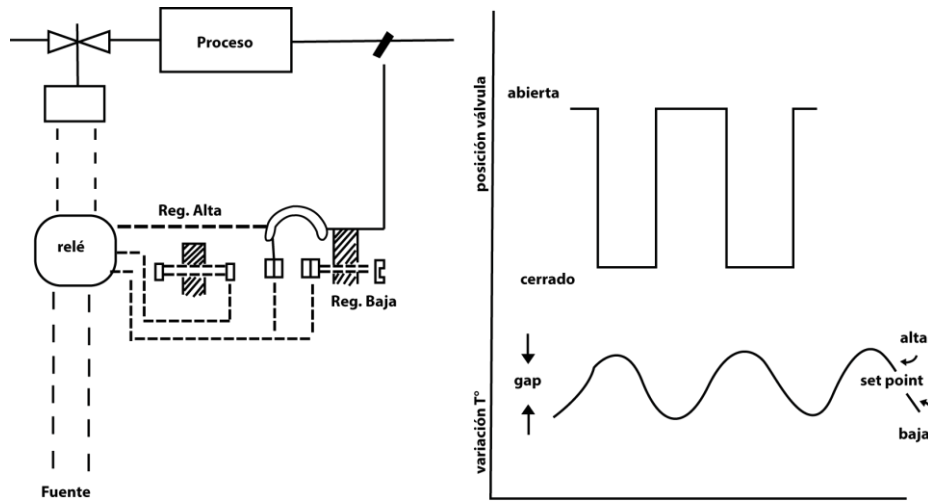 Proceso
Reg. Alta
relé
Reg. Baja
Fuente
posición válvula
abierta
cerrado
variación T°
gap
alta
set point
baja